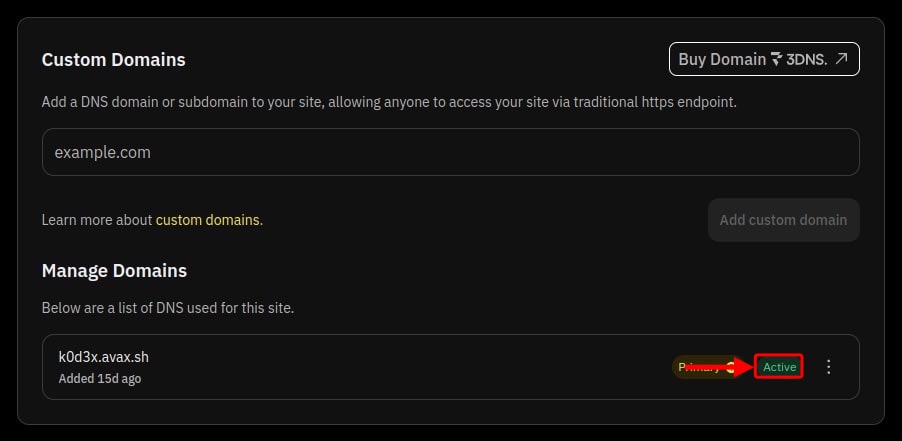 Custom Domains
Buy Domain 3DNS.
Add a DNS domain or subdomain to your site, allowing anyone to access your site via traditional https endpoint.
example.com
Learn more about custom domains.
Add custom domain
Manage Domains
Below are a list of DNS used for this site.
k0d3x.avax.sh
Primary
Active
Added 15d ago